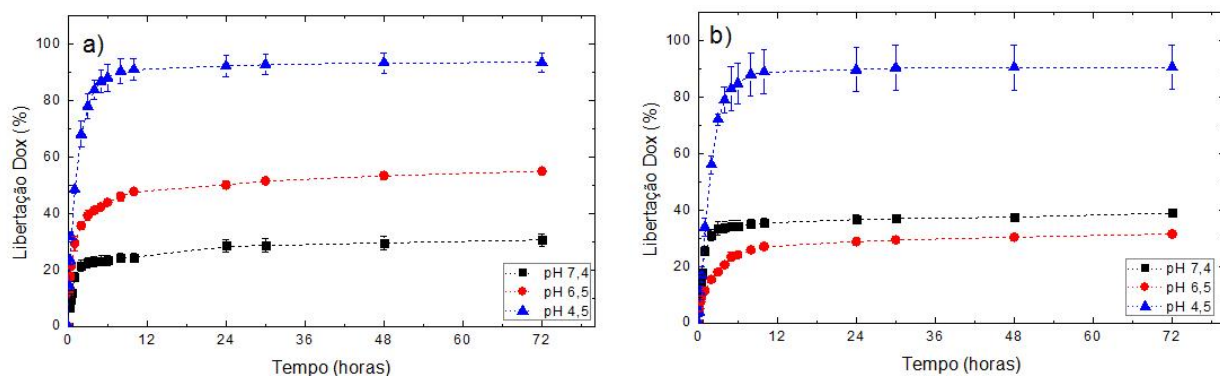 a)
Libertação Dox (%)
100
80
60
40
20
0
0 12 24 36 48 60 72
Tempo (horas)
pH 7,4
pH 6,5
pH 4,5
b)
Libertação Dox (%)
100
80
60
40
20
0
0 12 24 36 48 60 72
Tempo (horas)
pH 7,4
pH 6,5
pH 4,5